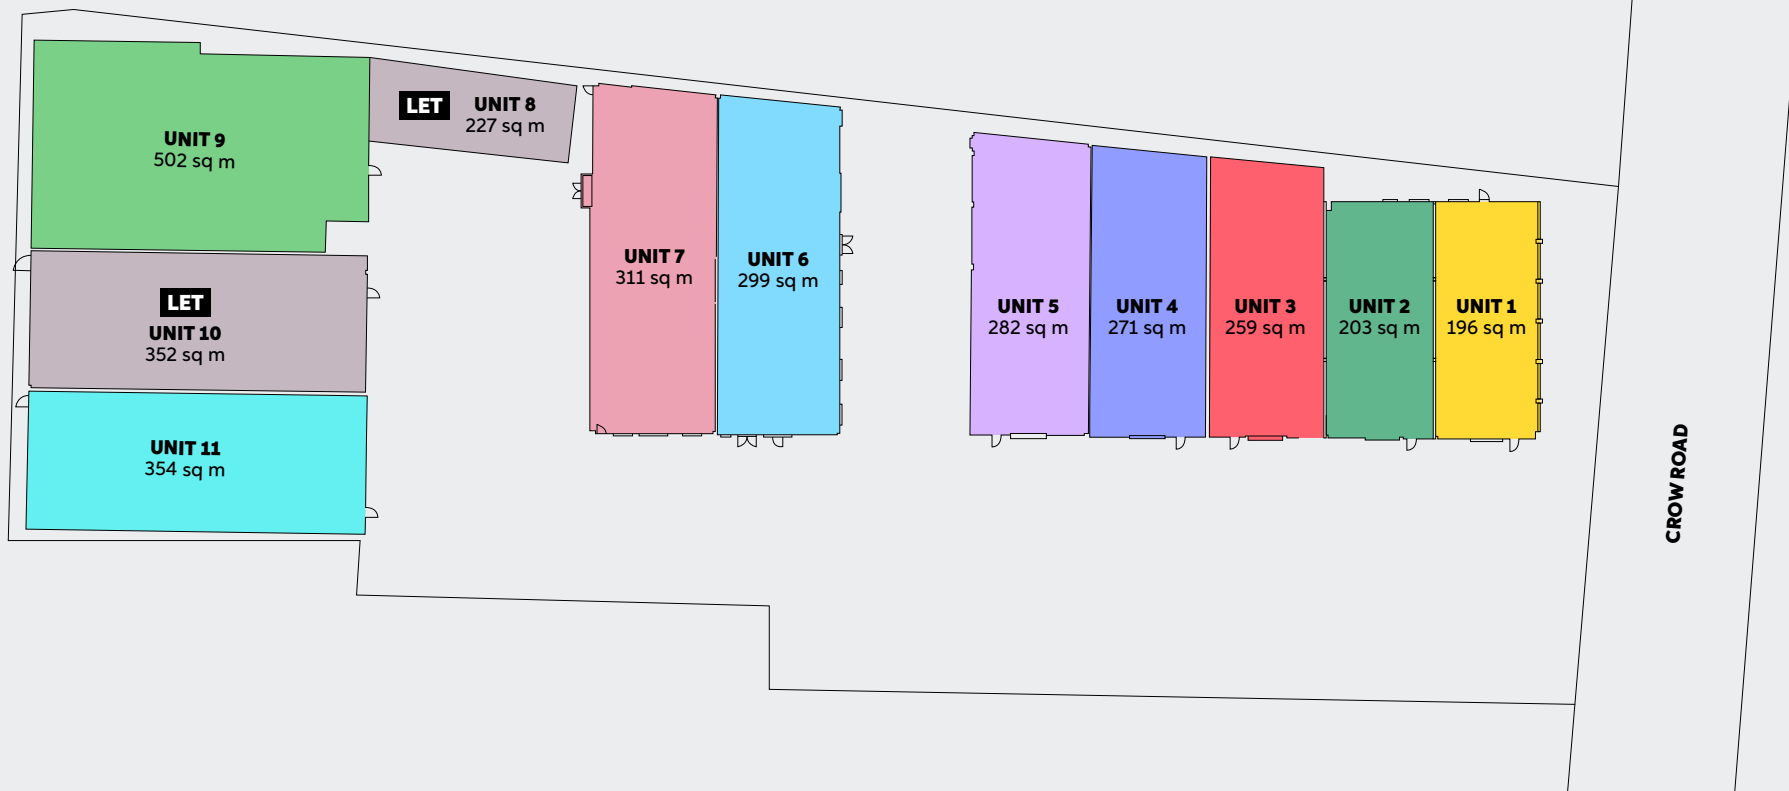 UNIT 9
502 sq m
LET
UNIT 8
227 sq m
LET
UNIT 10
352 sq m
UNIT 11
354 sq m
UNIT 7
311 sq m
UNIT 6
299 sq m
UNIT 5
282 sq m
UNIT 4
271 sq m
UNIT 3
259 sq m
UNIT 2
203 sq m
UNIT 1
196 sq m
CROW ROAD